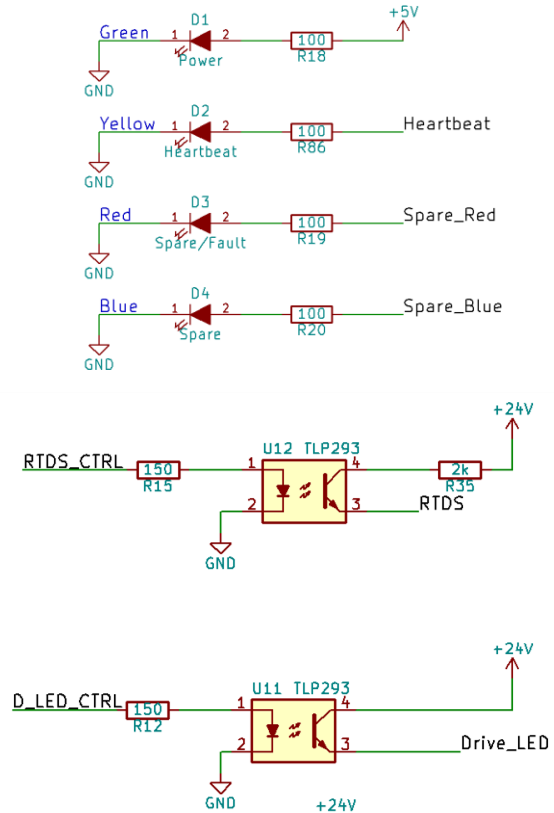 +5V
Green 1 D1 2 100
Power R18
GND
Yellow 1 D2 2 100 Heartbeat
Heartbeat R86
GND
Red 1 D3 2 100 Spare_Red
Spare/Fault R19
GND
Blue 1 D4 2 100 Spare_Blue
Spare R20
GND
+24V
U12 TLP293
RTDS_CTRL 150 1 4 2k
R15 R35
2 3 RTDS
GND
+24V
U11 TLP293
D_LED_CTRL 150 1 4
R12
2 3 Drive_LED
GND +24V